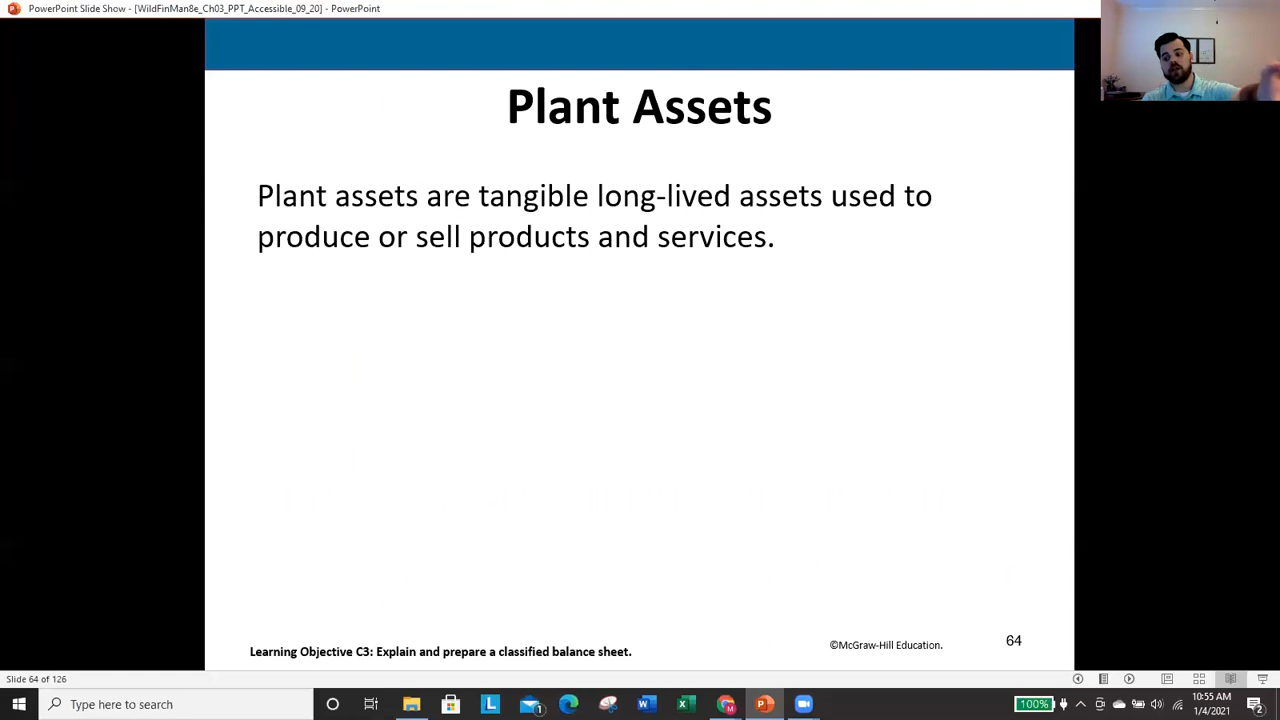 PowerPoint Slide Show - [WildFinMan8e_Ch03_PPT_Accessible_09_20] - PowerPoint
Plant Assets
Plant assets are tangible long-lived assets used to
produce or sell products and services.
Learning Objective C3: Explain and prepare a classified balance sheet.
©McGraw-Hill Education.
64
Slide 64 of 126
Type here to search
100%
10:55 AM
1/4/2021